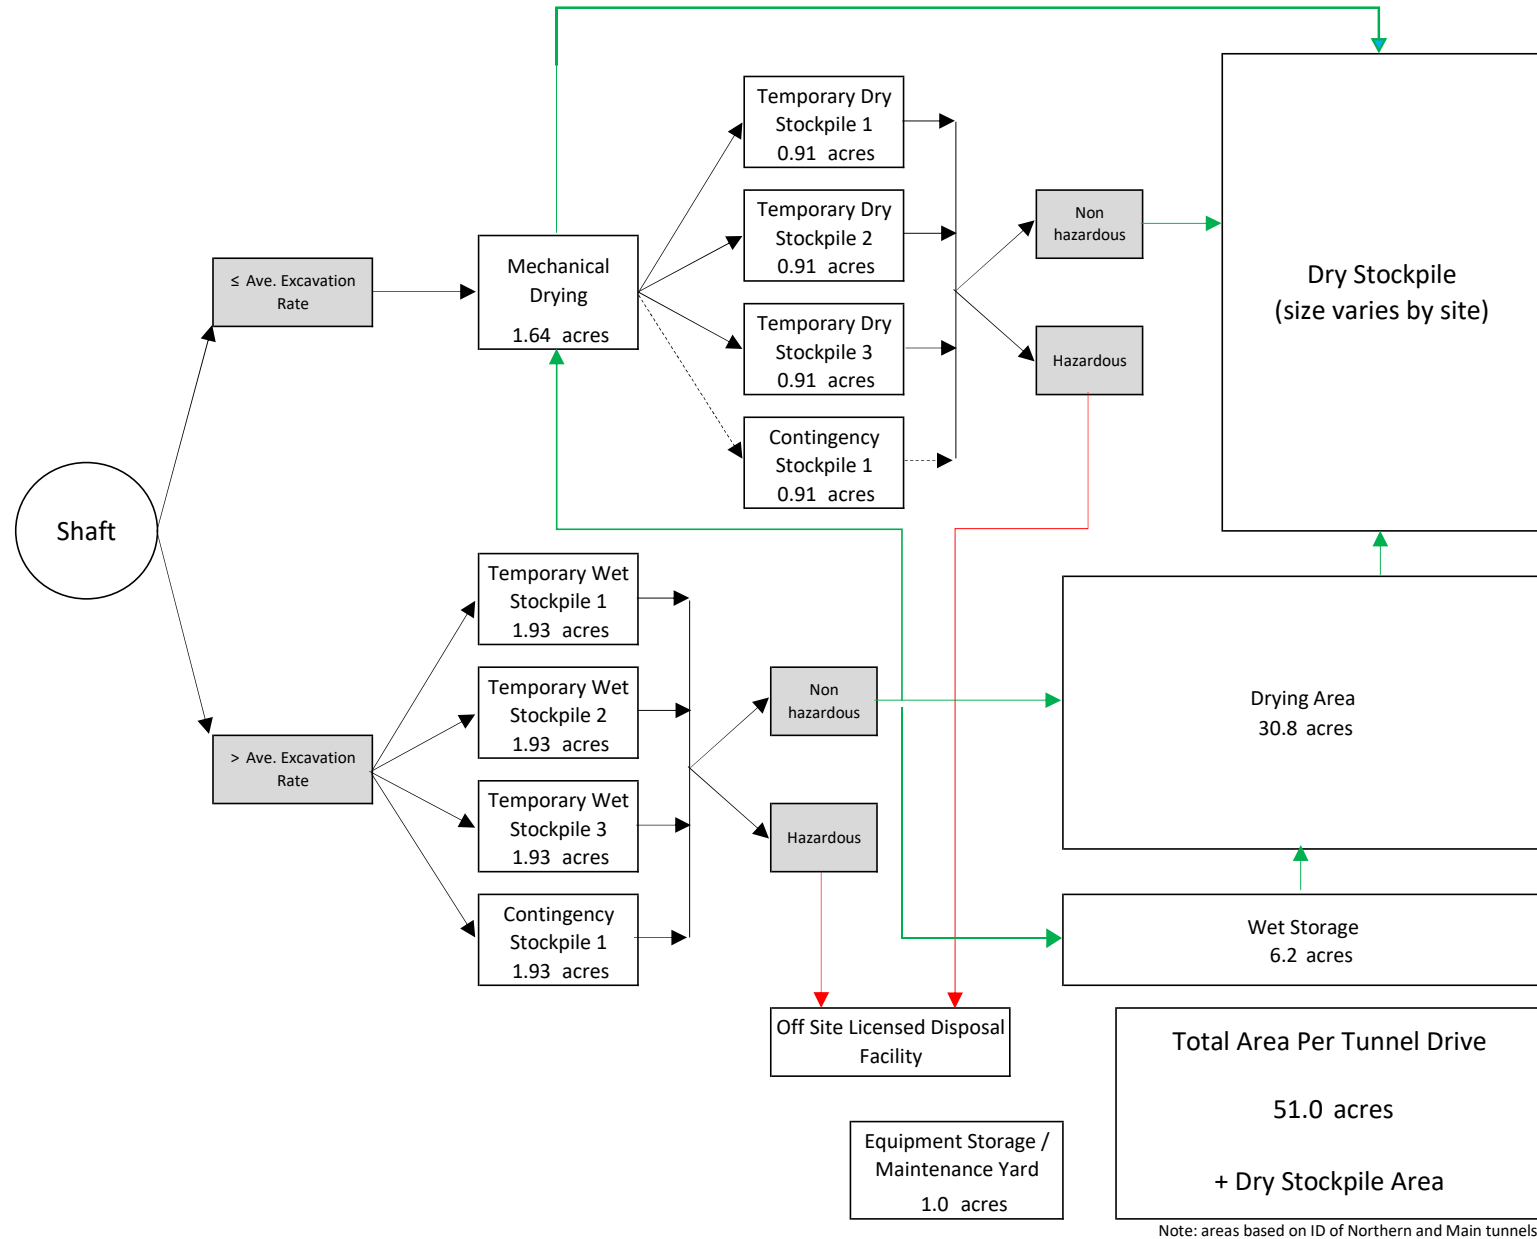 Temporary Dry
Stockpile 1
0.91 acres
Temporary Dry
Stockpile 2
0.91 acres
Non
hazardous
≤ Ave. Excavation
Rate
Mechanical
Drying
1.64 acres
Dry Stockpile
(size varies by site)
Temporary Dry
Stockpile 3
0.91 acres
Hazardous
Contingency
Stockpile 1
0.91 acres
Shaft
Temporary Wet
Stockpile 1
1.93 acres
Temporary Wet
Stockpile 2
1.93 acres
Non
hazardous
Drying Area
30.8 acres
> Ave. Excavation
Rate
Temporary Wet
Stockpile 3
1.93 acres
Hazardous
Contingency
Stockpile 1
1.93 acres
Wet Storage
6.2 acres
Off Site Licensed Disposal
Facility
Total Area Per Tunnel Drive
51.0 acres
+ Dry Stockpile Area
Equipment Storage /
Maintenance Yard
1.0 acres
Note: areas based on ID of Northern and Main tunnels